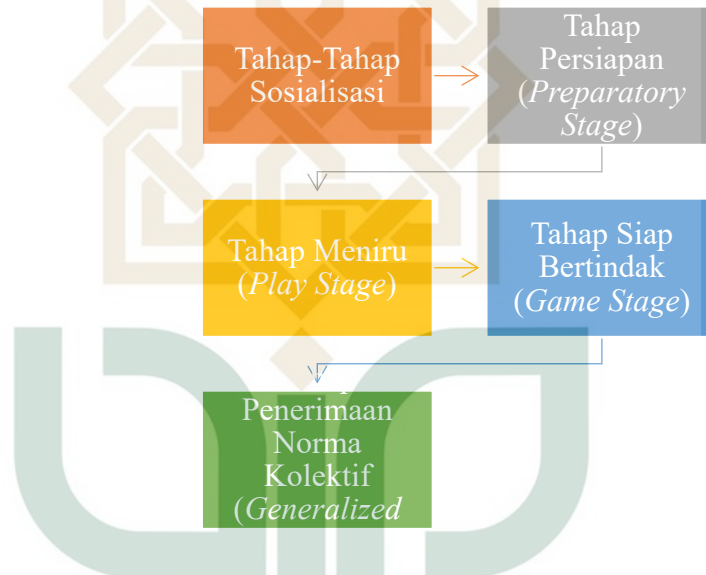 Tahap-Tahap
Sosialisasi
Tahap
Persiapan
(Preparatory
Stage)
Tahap Meniru
(Play Stage)
Tahap Siap
Bertindak
(Game Stage)
Penerimaan
Norma
Kolektif
(Generalized